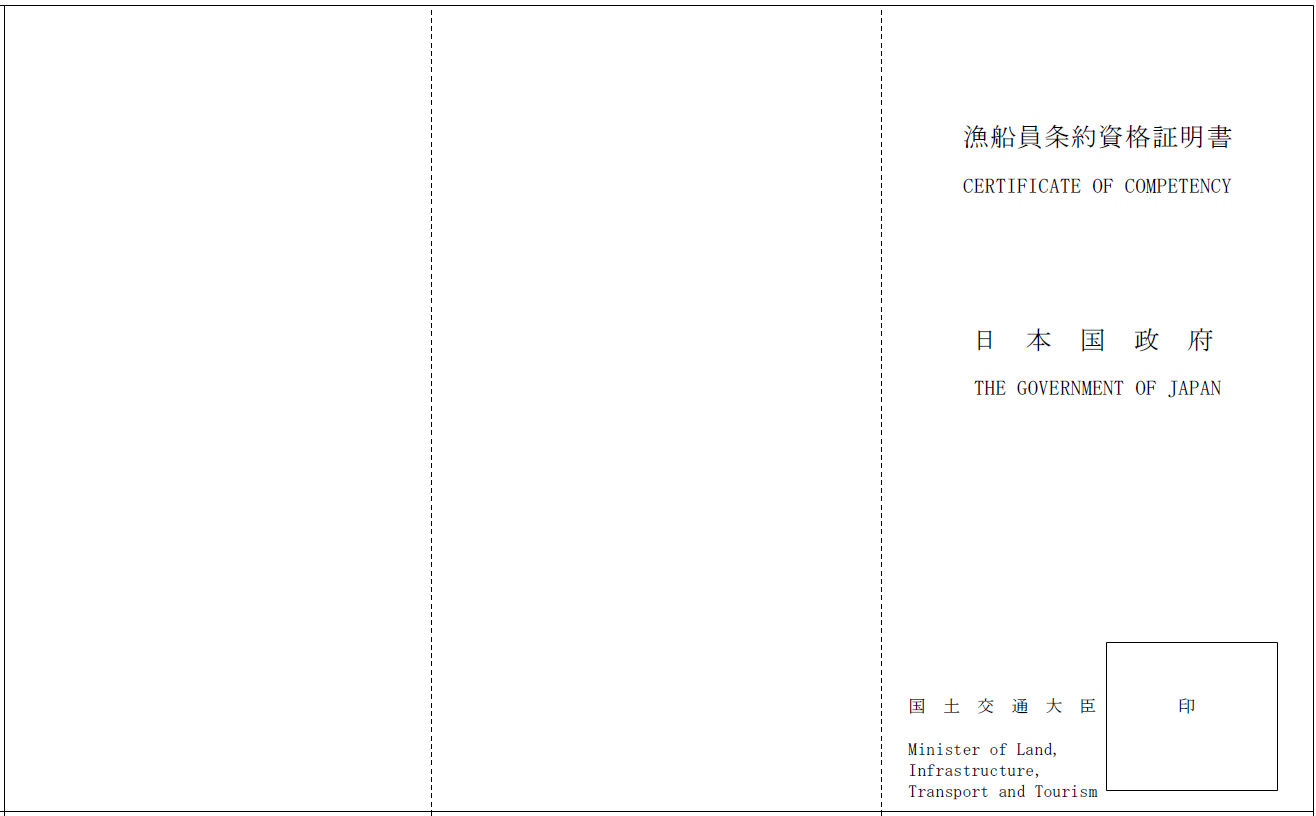 漁船員条約資格証明書
CERTIFICATE OF COMPETENCY
日 本 国 政 府
THE GOVERNMENT OF JAPAN
国 土 交 通 大 臣
印
Minister of Land,
Infrastructure,
Transport and Tourism